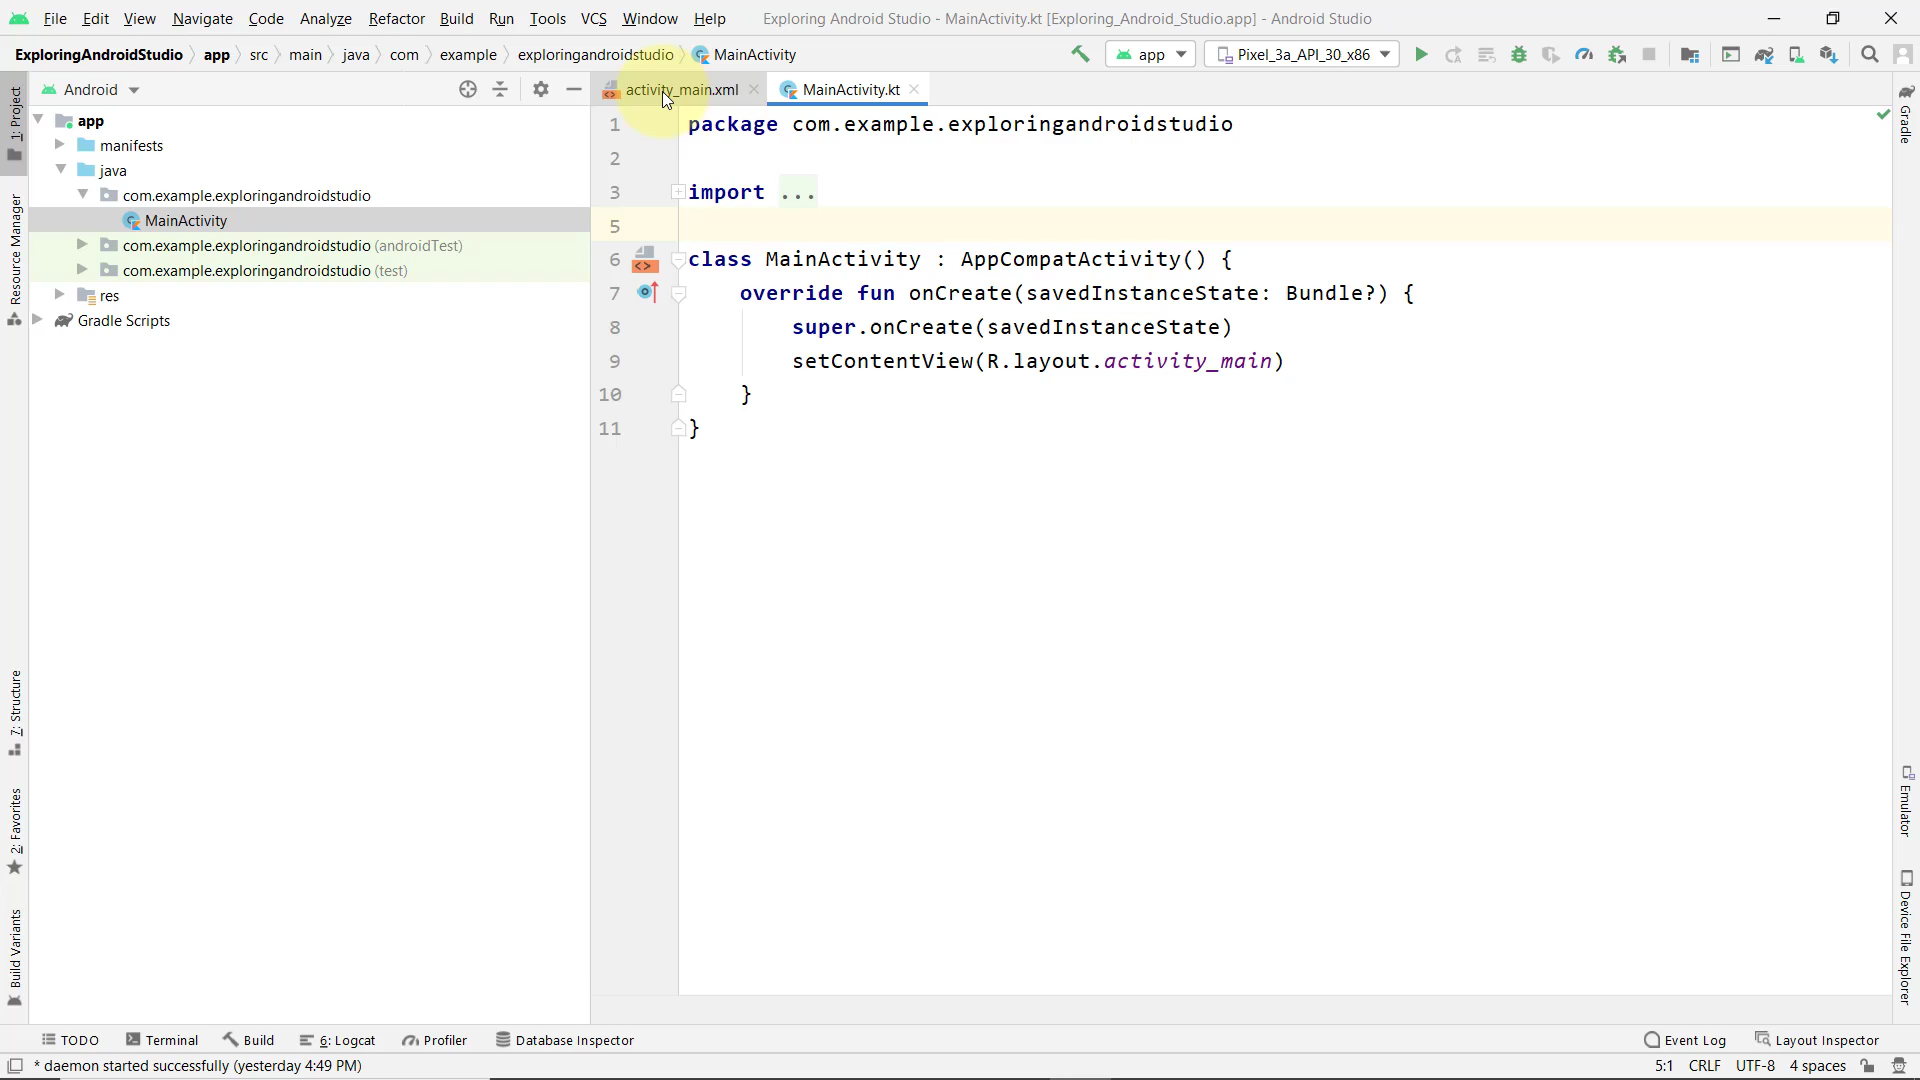 File Edit View Navigate Code Analyze Refactor Build Run Tools VCS Window Help Exploring Android Studio - MainActivity.kt [Exploring_Android_Studio.app] - Android Studio
ExploringAndroidStudio app src main java com example exploringandroidstudio MainActivity app Pixel_3a_API_30_x86
Android
activity_main.xml MainActivity.kt
1: Project
Resource Manager
7: Structure
2: Favorites
Build Variants
app
manifests
java
com.example.exploringandroidstudio
MainActivity
com.example.exploringandroidstudio (androidTest)
com.example.exploringandroidstudio (test)
res
Gradle Scripts
1 package com.example.exploringandroidstudio
2
3 import ...
5
6 class MainActivity : AppCompatActivity() {
7 override fun onCreate(savedInstanceState: Bundle?) {
8 super.onCreate(savedInstanceState)
9 setContentView(R.layout.activity_main)
10 }
11 }
Gradle
Emulator
Device File Explorer
TODO Terminal Build 6: Logcat Profiler Database Inspector Event Log Layout Inspector
* daemon started successfully (yesterday 4:49 PM) 5:1 CRLF UTF-8 4 spaces